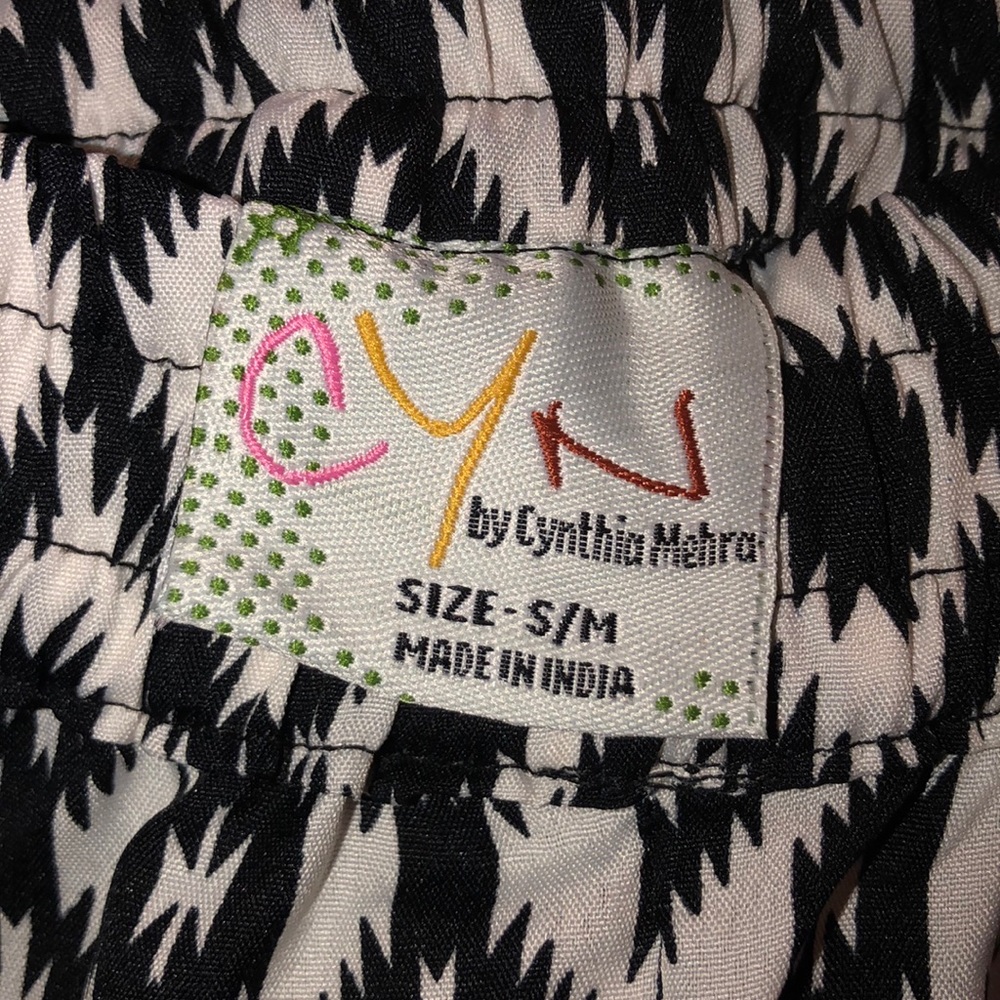 CYN
by Cynthia Mehra
SIZE - S/M
MADE IN INDIA